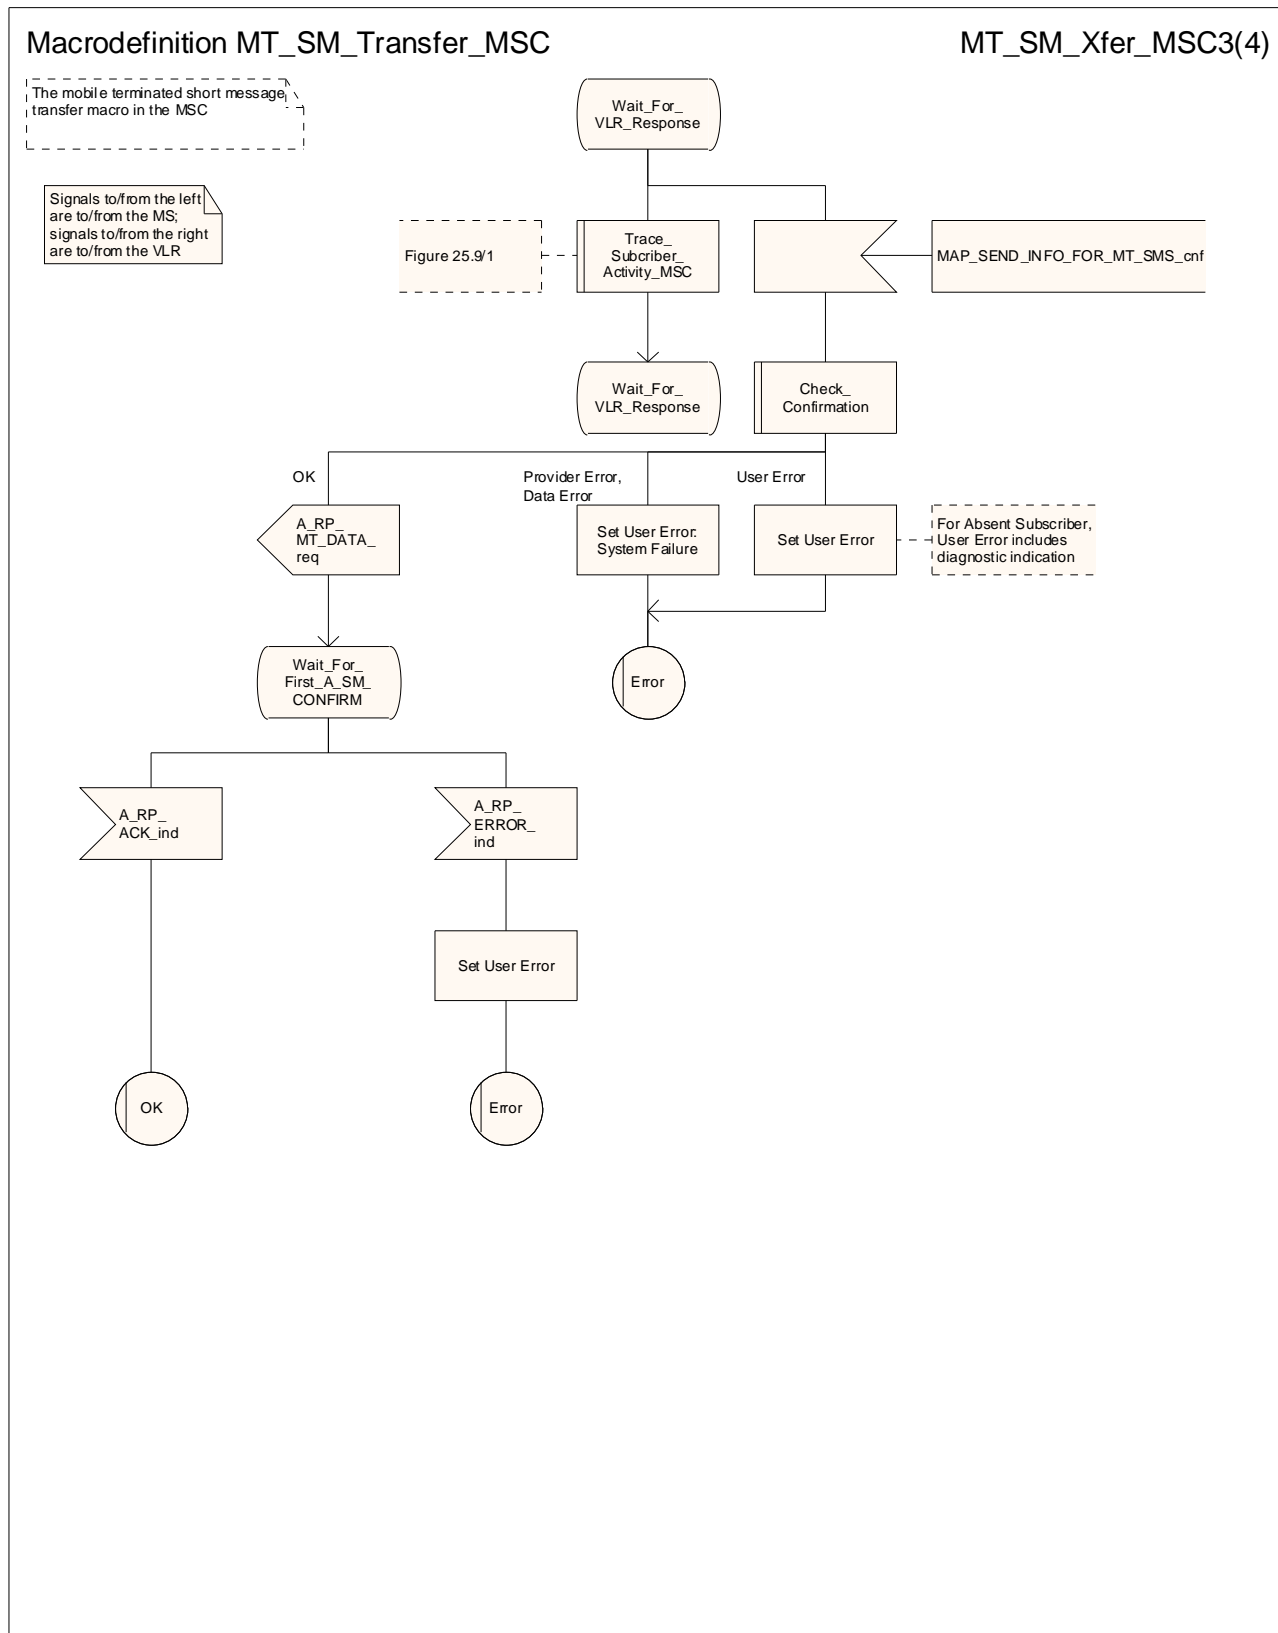 Macrodefinition MT_SM_Transfer_MSC
MT_SM_Xfer_MSC3(4)
The mobile terminated short message
transfer macro in the MSC
Wait_For_
VLR_Response
Signals to/from the left
are to/from the MS;
signals to/from the right
are to/from the VLR
Figure 25.9/1
Trace_
Subcriber_
Activity_MSC
MAP_SEND_INFO_FOR_MT_SMS_cnf
Wait_For_
VLR_Response
Check_
Confirmation
OK
Provider Error,
Data Error
User Error
A_RP_
MT_DATA_
req
Set User Error:
System Failure
Set User Error
For Absent Subscriber,
User Error includes
diagnostic indication
Wait_For_
First_A_SM_
CONFIRM
Error
A_RP_
ACK_ind
A_RP_
ERROR_
ind
Set User Error
OK
Error